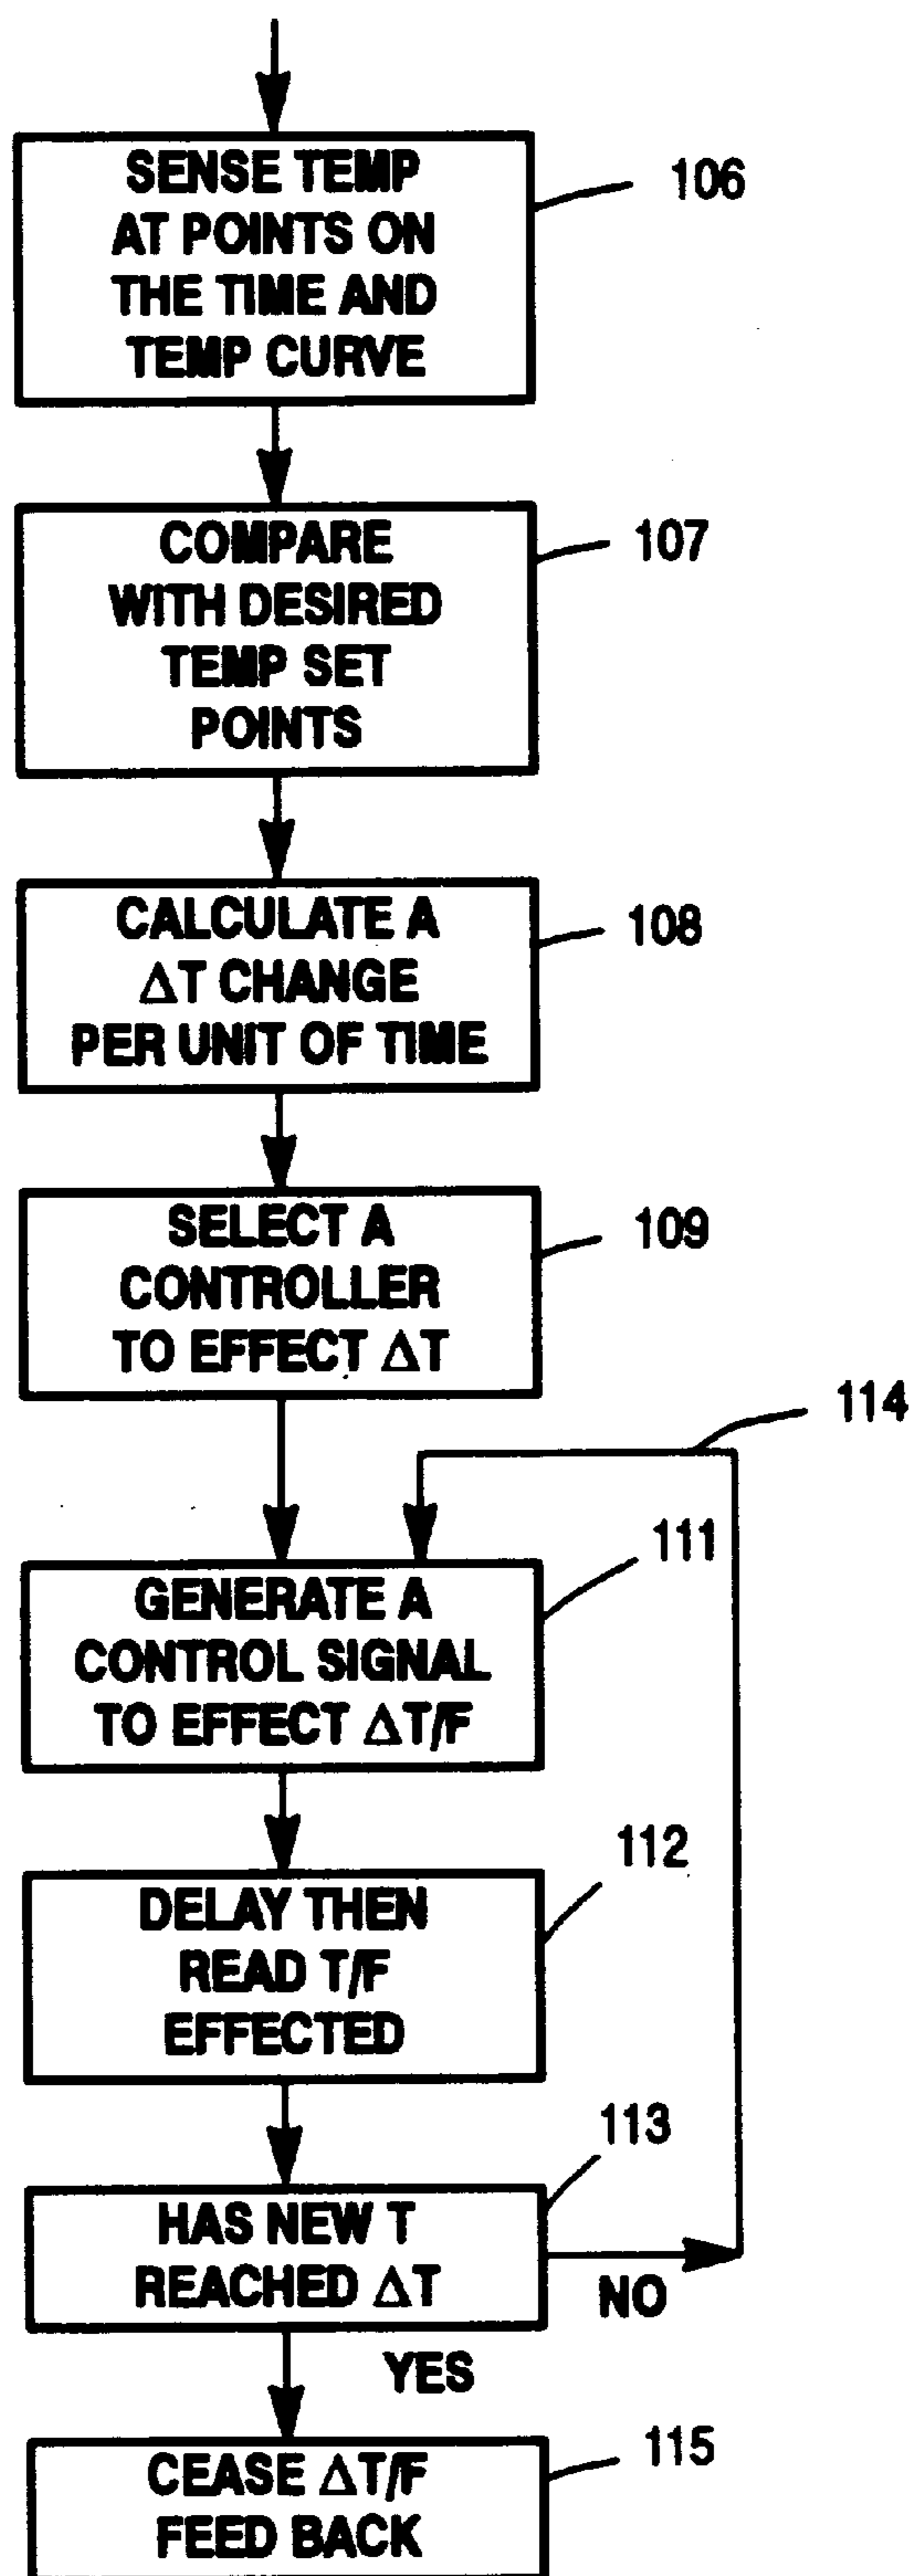 SENSE TEMP
AT POINTS ON
THE TIME AND
TEMP CURVE
106
COMPARE
WITH DESIRED
TEMP SET
POINTS
107
CALCULATE A
ΔT CHANGE
PER UNIT OF TIME
108
SELECT A
CONTROLLER
TO EFFECT ΔT
109
114
GENERATE A
CONTROL SIGNAL
TO EFFECT ΔT/F
111
DELAY THEN
READ T/F
EFFECTED
112
HAS NEW T
REACHED ΔT
113
NO
YES
CEASE ΔT/F
FEED BACK
115